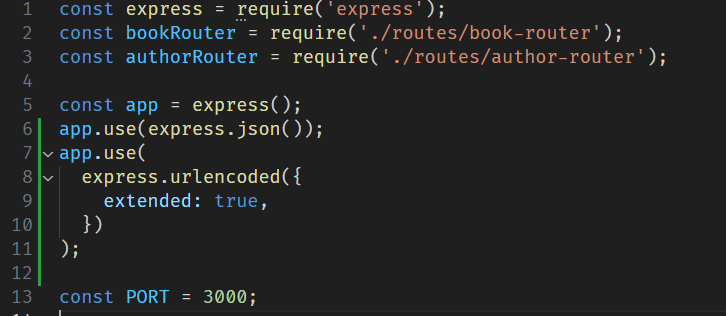 1 const express = require('express');
2 const bookRouter = require('./routes/book-router');
3 const authorRouter = require('./routes/author-router');
4
5 const app = express();
6 app.use(express.json());
7 app.use(
8   express.urlencoded({
9     extended: true,
10   })
11 );
12
13 const PORT = 3000;